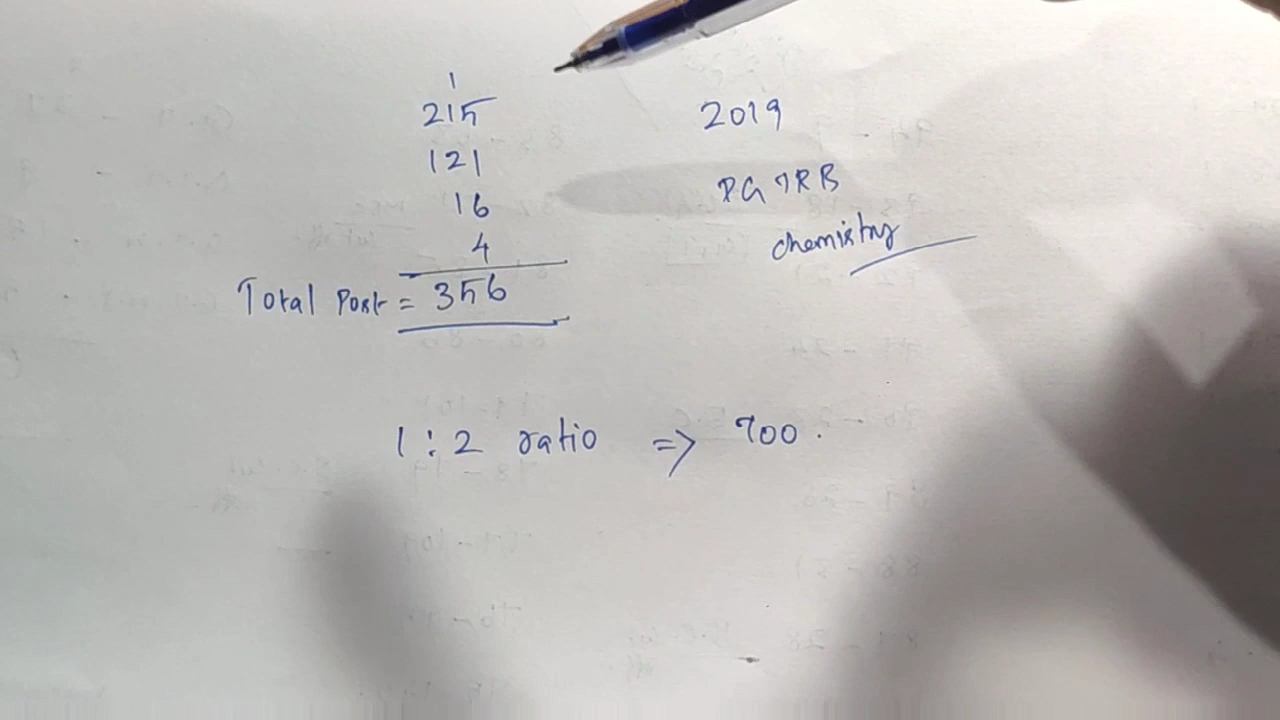 1
215
121
16
4
Total Post = 356
2019
PG TRB
chemistry
1 : 2 ratio => 700.